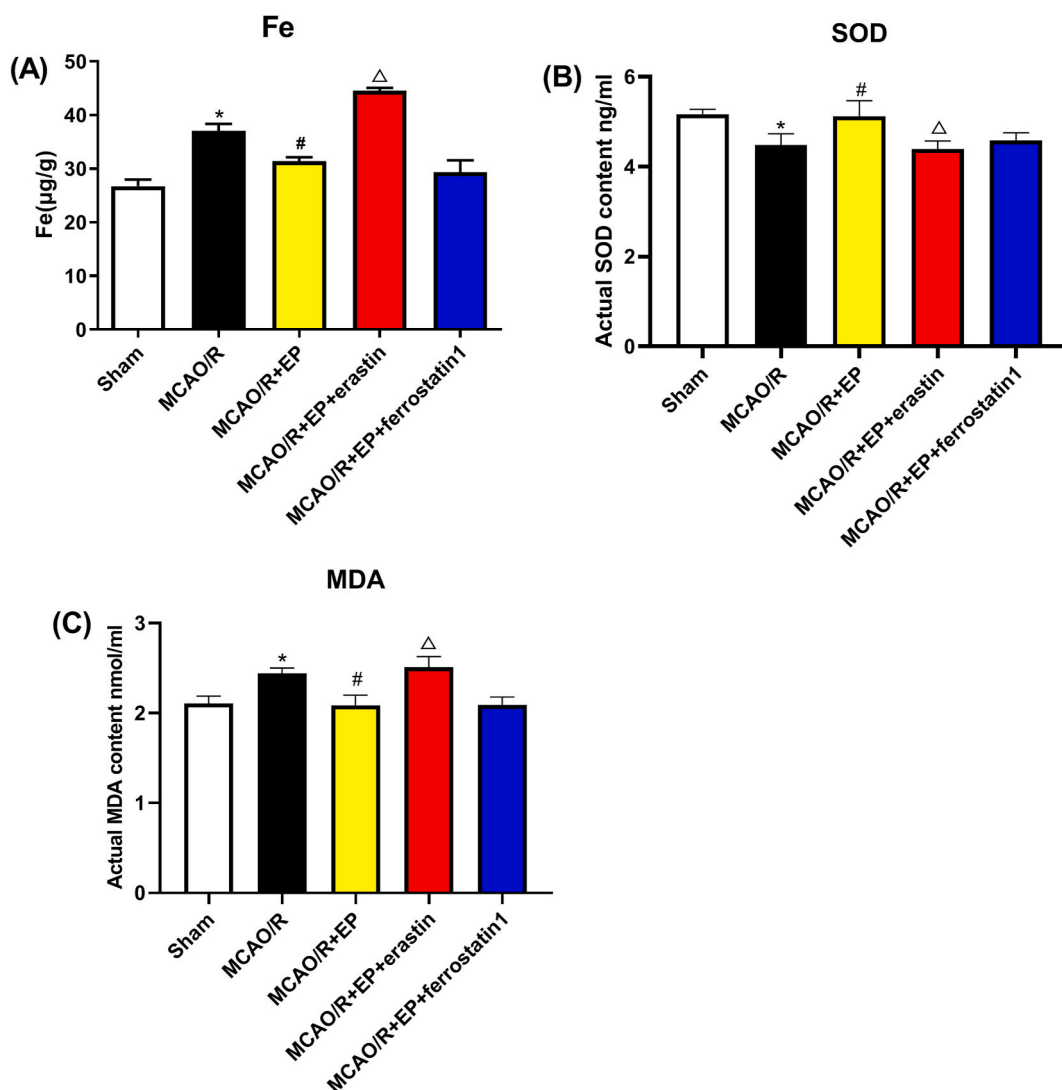 Fe
(A)
Fe(µg/g)
50
40
30
20
10
0
*
#
△
Sham
MCAO/R
MCAO/R+EP
MCAO/R+EP+erastin
MCAO/R+EP+ferrostatin1
SOD
(B)
Actual SOD content ng/ml
6
4
2
0
*
#
△
Sham
MCAO/R
MCAO/R+EP
MCAO/R+EP+erastin
MCAO/R+EP+ferrostatin1
MDA
(C)
Actual MDA content nmol/ml
3
2
1
0
*
#
△
Sham
MCAO/R
MCAO/R+EP
MCAO/R+EP+erastin
MCAO/R+EP+ferrostatin1